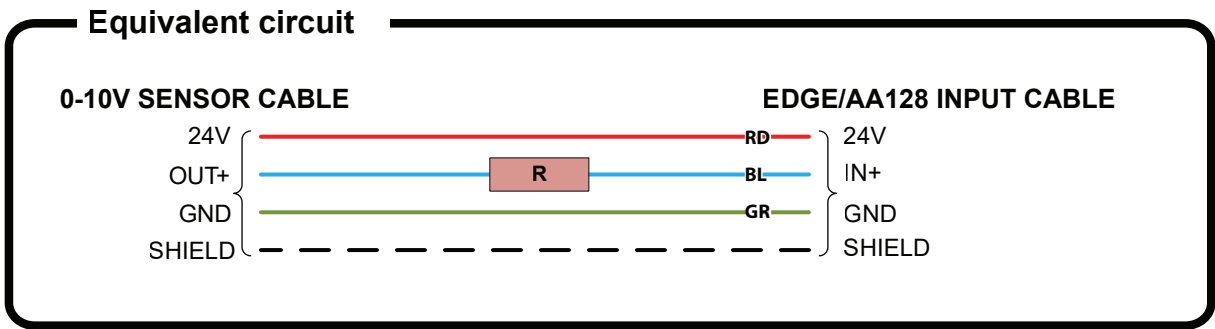 Equivalent circuit
0-10V SENSOR CABLE
EDGE/AA128 INPUT CABLE
24V RD 24V
OUT+ R BL IN+
GND GR GND
SHIELD SHIELD